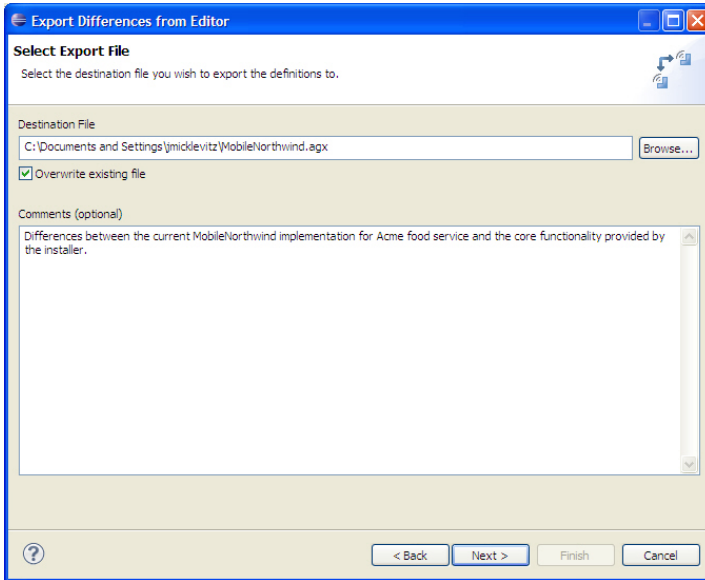 Export Differences from Editor
Select Export File
Select the destination file you wish to export the definitions to.
Destination File
C:\Documents and Settings\jmicklevitz\MobileNorthwind.agx
Browse...
Overwrite existing file
Comments (optional)
Differences between the current MobileNorthwind implementation for Acme food service and the core functionality provided by
the installer.
?
< Back
Next >
Finish
Cancel